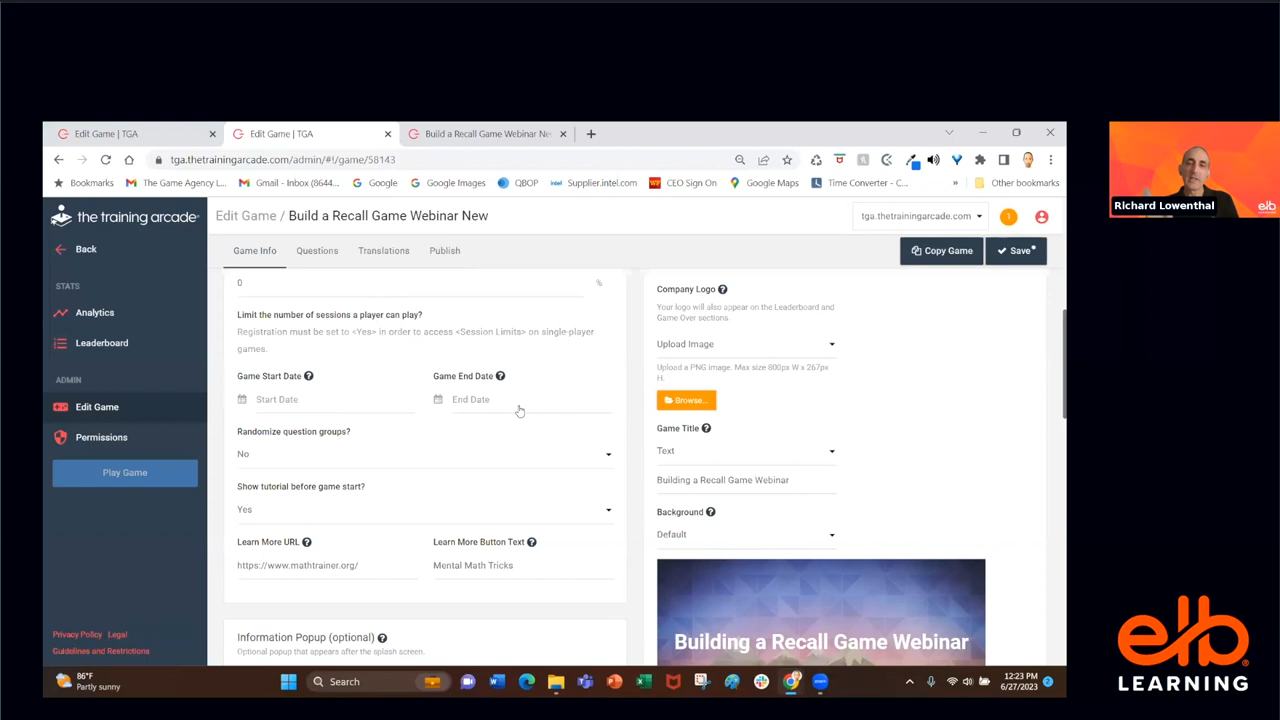 Edit Game | TGA
Edit Game | TGA
Build a Recall Game Webinar Ne
tga.thetrainingarcade.com/admin/#!/game/58143
Bookmarks
The Game Agency L...
Gmail - Inbox (8644...
Google
Google Images
QBOP
intel
Supplier.intel.com
WF
CEO Sign On
Google Maps
Time Converter - C...
»
Other bookmarks
the training arcade
Edit Game / Build a Recall Game Webinar New
tga.thetrainingarcade.com
1
Back
Game Info
Questions
Translations
Publish
Copy Game
Save*
STATS
Analytics
Leaderboard
ADMIN
Edit Game
Permissions
Play Game
Privacy Policy Legal
Guidelines and Restrictions
0 %
Limit the number of sessions a player can play?
Registration must be set to <Yes> in order to access <Session Limits> on single-player
games.
Game Start Date ?
Game End Date ?
Start Date
End Date
Randomize question groups?
No
Show tutorial before game start?
Yes
Learn More URL ?
Learn More Button Text ?
https://www.mathtrainer.org/
Mental Math Tricks
Information Popup (optional) ?
Optional popup that appears after the splash screen.
Company Logo ?
Your logo will also appear on the Leaderboard and
Game Over sections.
Upload Image
Upload a PNG image. Max size 800px W x 267px
H.
Browse...
Game Title ?
Text
Building a Recall Game Webinar
Background ?
Default
Building a Recall Game Webinar
86°F
Partly sunny
Search
12:23 PM
6/27/2023
2
Richard Lowenthal
elb
elb
LEARNING